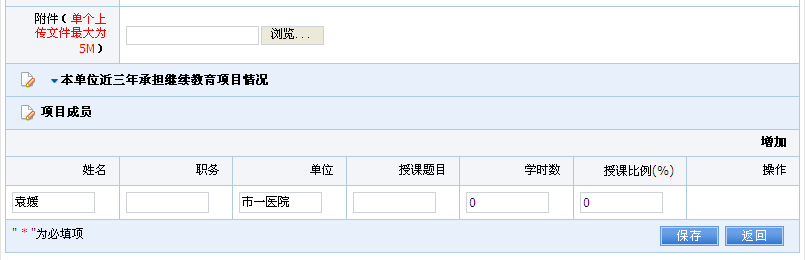 附件（单个上
传文件最大为
5M）
浏览...
本单位近三年承担继续教育项目情况
项目成员
增加
姓名 职务 单位 授课题目 学时数 授课比例(%) 操作
袁媛 市一医院 0 0
" * "为必填项 保存 返回